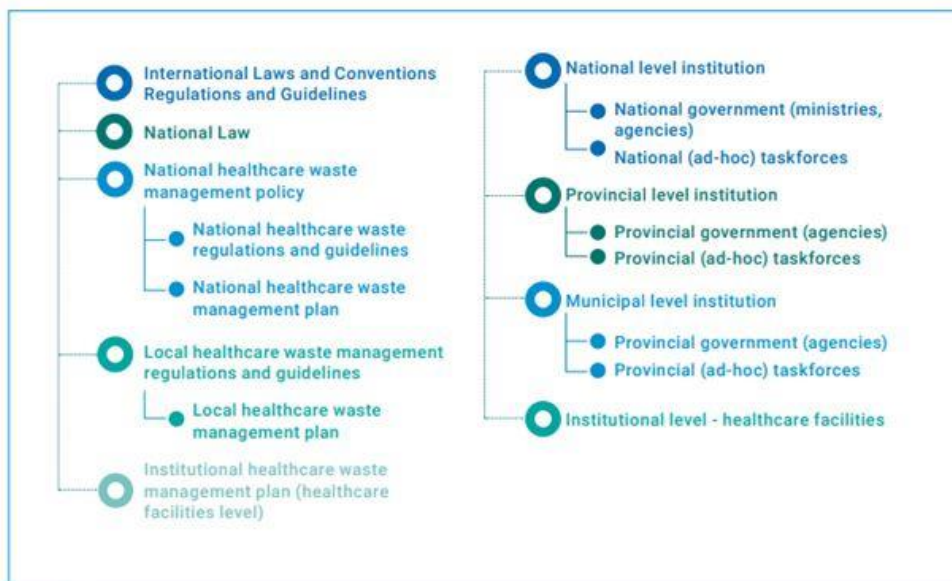 International Laws and Conventions
Regulations and Guidelines
National Law
National healthcare waste
management policy
National healthcare waste
regulations and guidelines
National healthcare waste
management plan
Local healthcare waste management
regulations and guidelines
Local healthcare waste
management plan
Institutional healthcare waste
management plan (healthcare
facilities level)
National level institution
National government (ministries,
agencies)
National (ad-hoc) taskforces
Provincial level institution
Provincial government (agencies)
Provincial (ad-hoc) taskforces
Municipal level institution
Provincial government (agencies)
Provincial (ad-hoc) taskforces
Institutional level - healthcare facilities